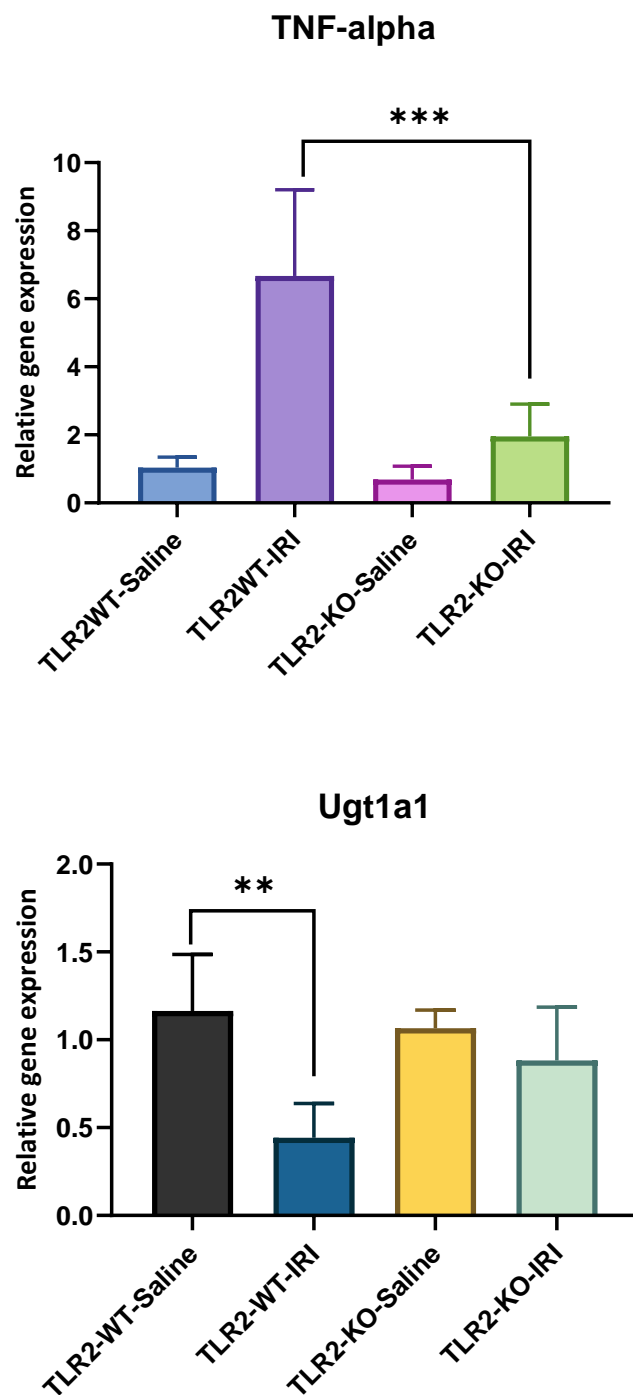 TNF-alpha
***
Relative gene expression
10
8
6
4
2
0
TLR2WT-Saline
TLR2WT-IRI
TLR2-KO-Saline
TLR2-KO-IRI
Ugt1a1
**
Relative gene expression
2.0
1.5
1.0
0.5
0.0
TLR2-WT-Saline
TLR2-WT-IRI
TLR2-KO-Saline
TLR2-KO-IRI